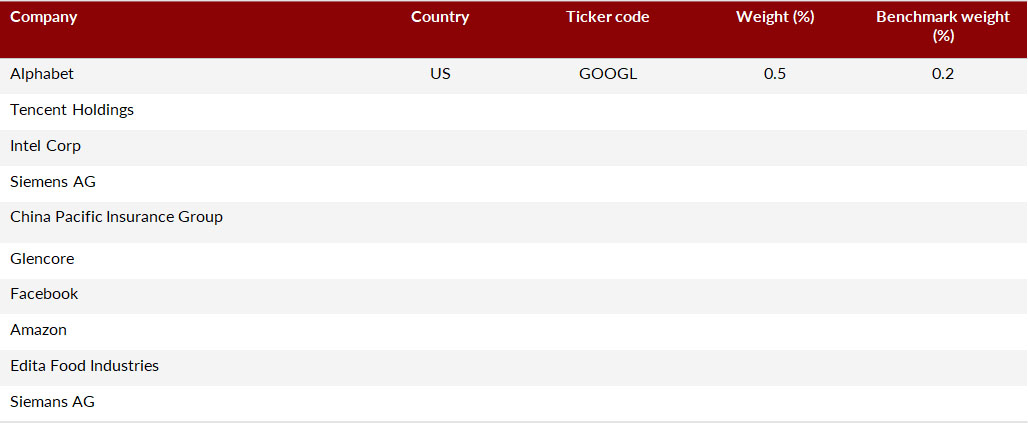 Company Country Ticker code Weight (%) Benchmark weight
(%)
Alphabet US GOOGL 0.5 0.2
Tencent Holdings
Intel Corp
Siemens AG
China Pacific Insurance Group
Glencore
Facebook
Amazon
Edita Food Industries
Siemans AG